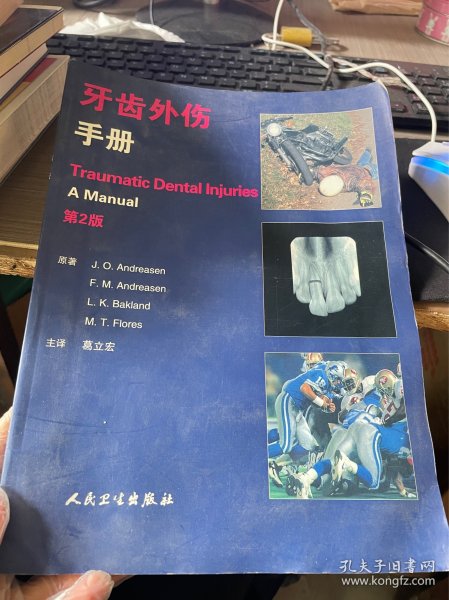 牙齿外伤
手册
Traumatic Dental Injuries
A Manual
第2版
原著 J. O. Andreasen
F. M. Andreasen
L. K. Bakland
M. T. Flores
主译 葛立宏
人民卫生出版社
孔夫子旧书网
www.kongfz.com